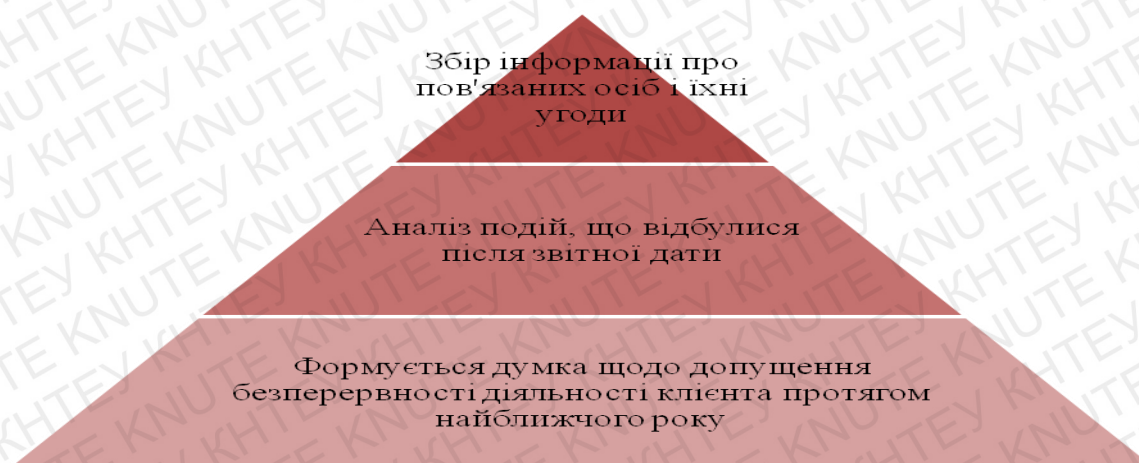 Збір інформації про
пов'язаних осіб і їхні
угоди
Аналіз подій, що відбулися
після звітної дати
Формується думка щодо допущення
безперервності діяльності клієнта протягом
найближчого року